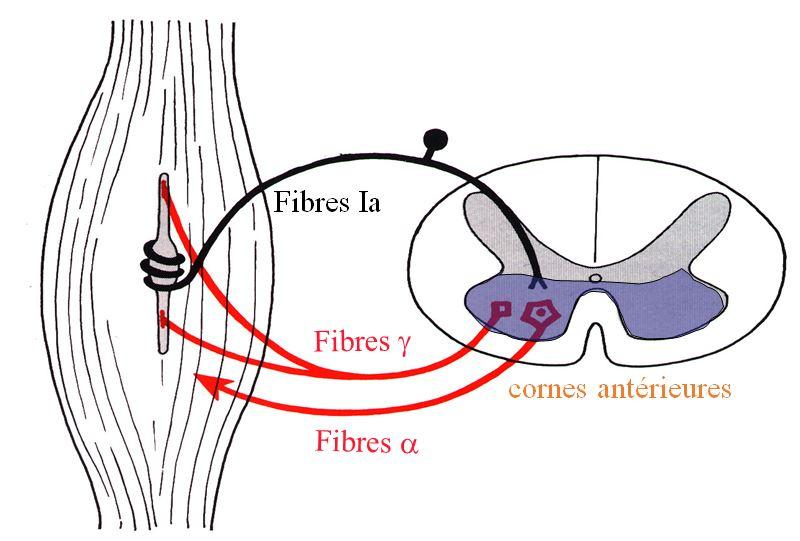 Fibres Ia
Fibres γ
cornes antérieures
Fibres α